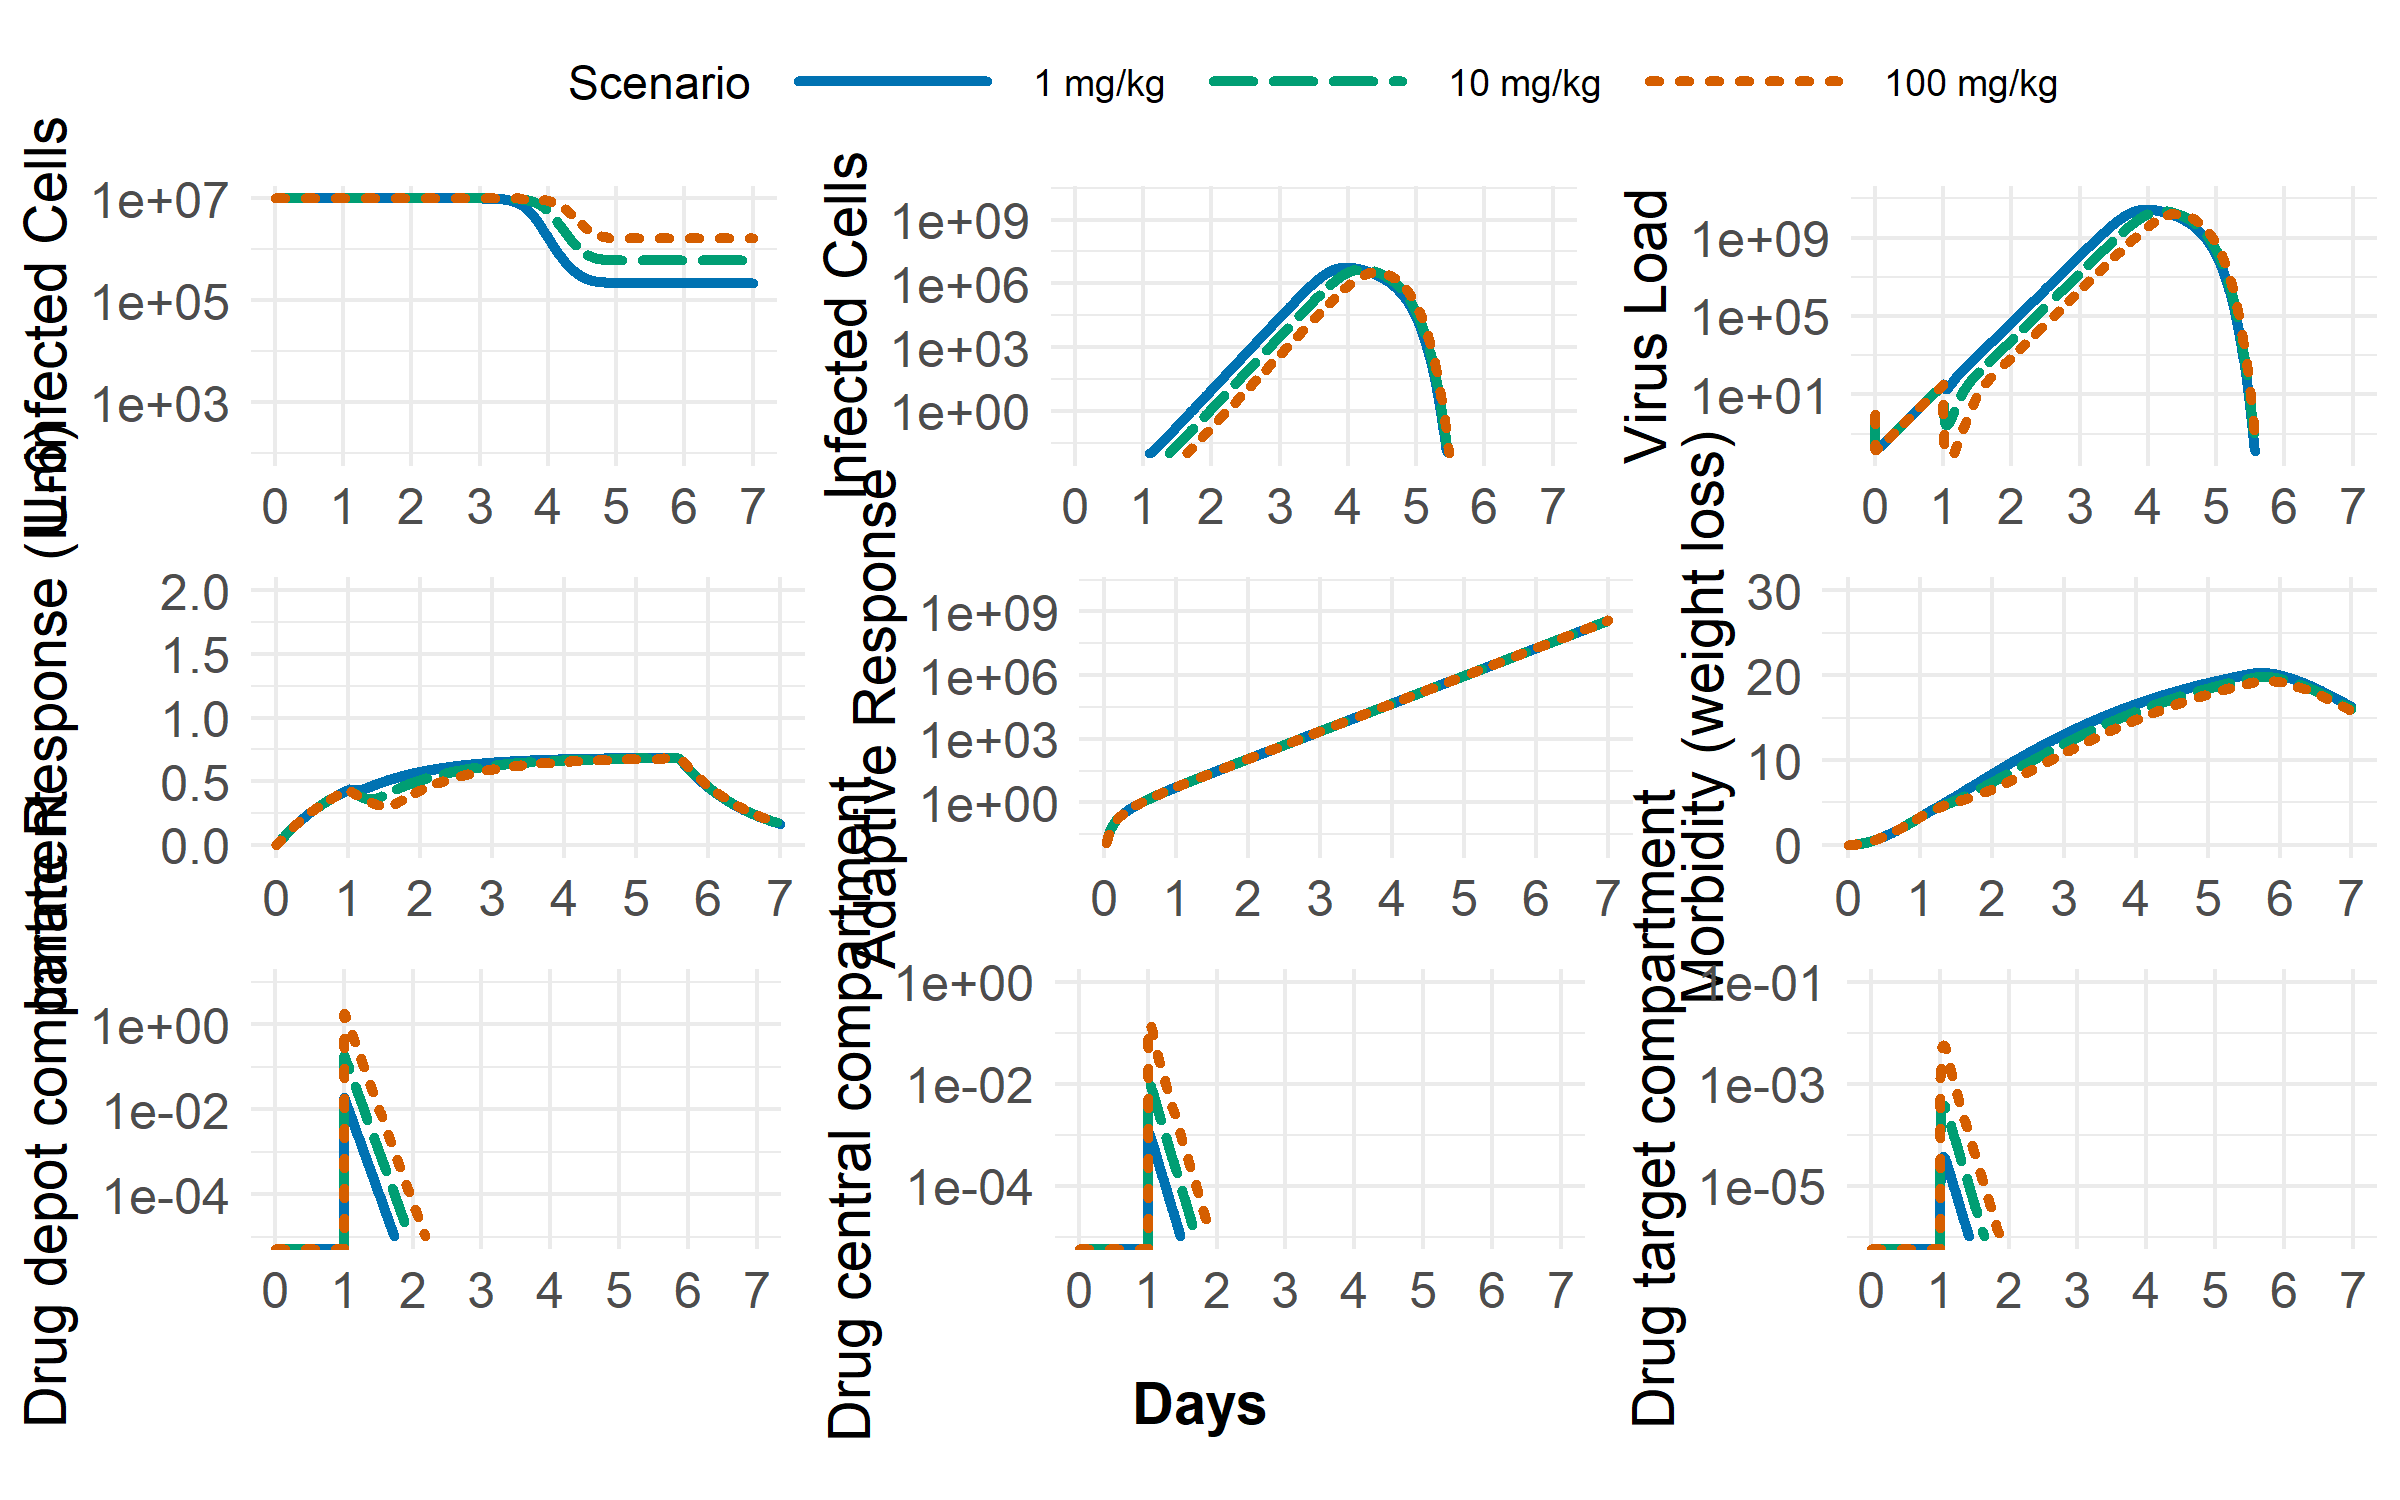 Scenario 1 mg/kg 10 mg/kg 100 mg/kg
Uninfected Cells
1e+07
1e+05
1e+03
0 1 2 3 4 5 6 7
Infected Cells
1e+09
1e+06
1e+03
1e+00
0 1 2 3 4 5 6 7
Virus Load
1e+09
1e+05
1e+01
0 1 2 3 4 5 6 7
Innate Response (IL-6)
2.0
1.5
1.0
0.5
0.0
0 1 2 3 4 5 6 7
Adaptive Response
1e+09
1e+06
1e+03
1e+00
0 1 2 3 4 5 6 7
Morbidity (weight loss)
30
20
10
0
0 1 2 3 4 5 6 7
Drug depot compartment
1e+00
1e-02
1e-04
0 1 2 3 4 5 6 7
Drug central compartment
1e+00
1e-02
1e-04
0 1 2 3 4 5 6 7
Drug target compartment
1e-01
1e-03
1e-05
0 1 2 3 4 5 6 7
Days